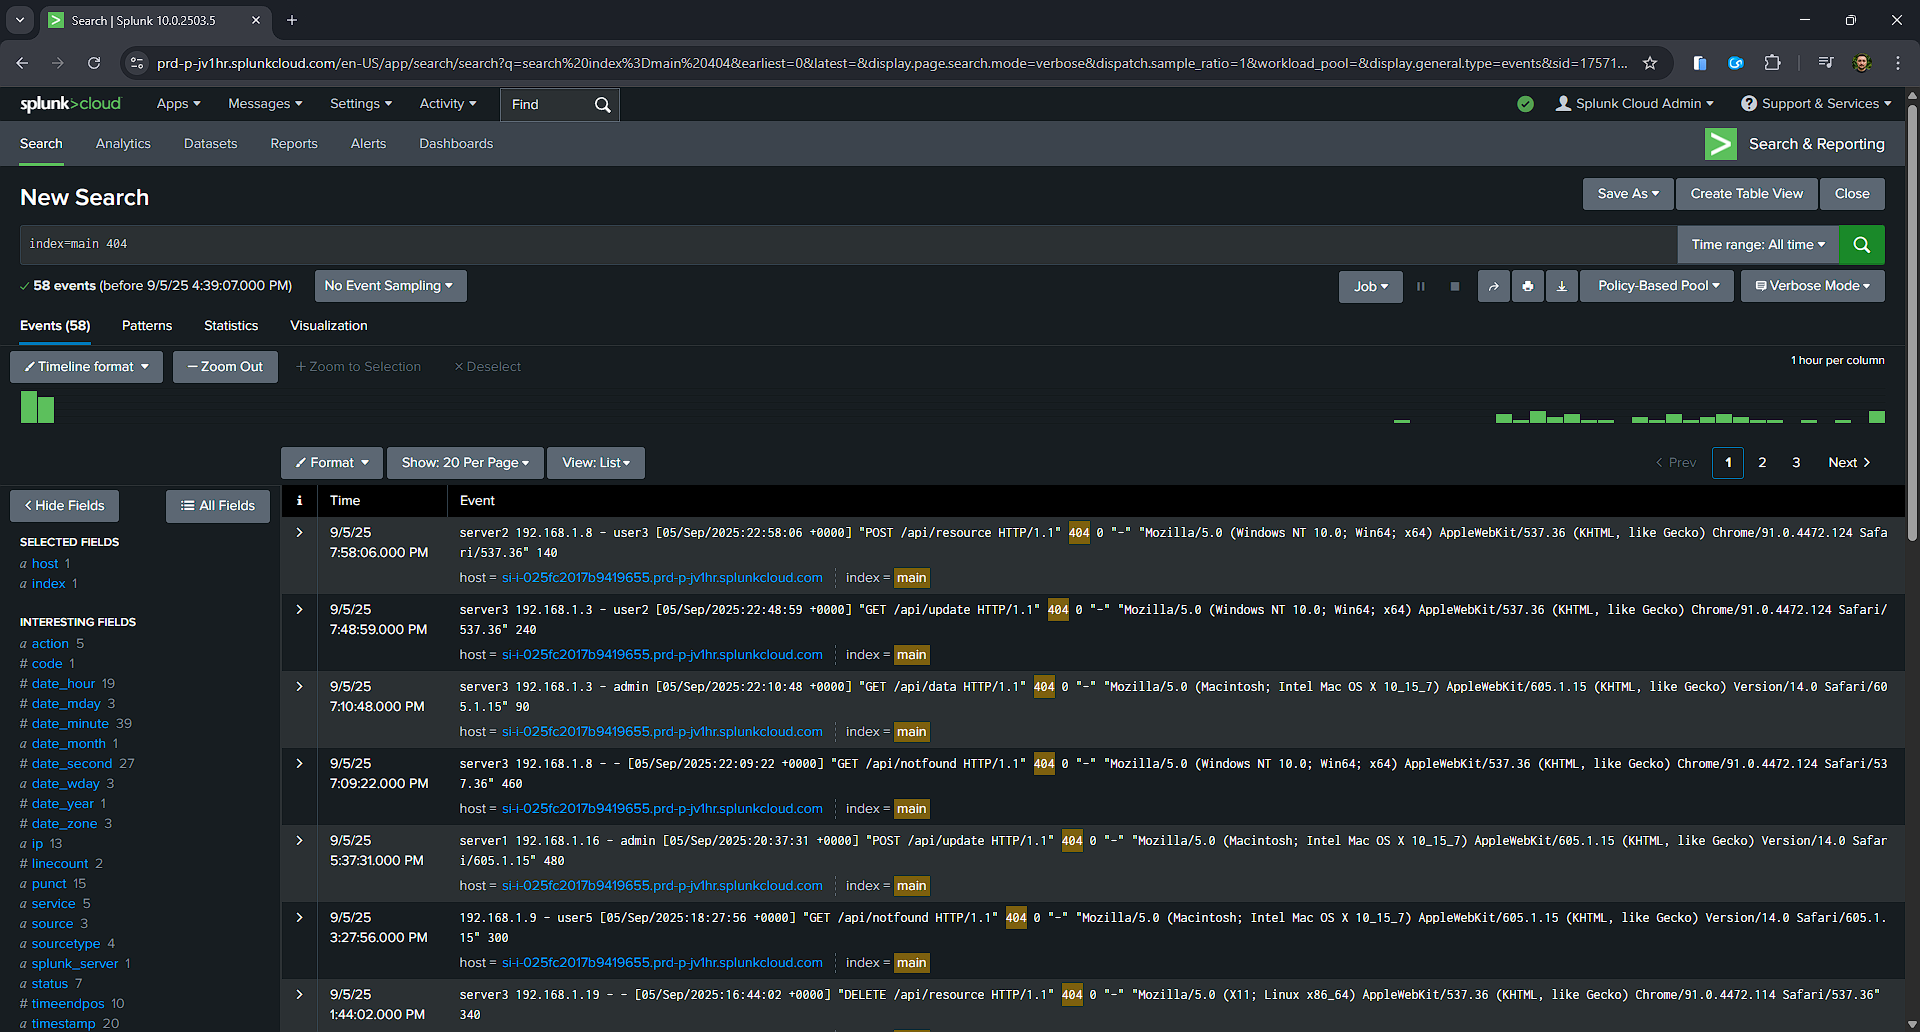 Search | Splunk 10.0.2503.5
prd-p-jv1hr.splunkcloud.com/en-US/app/search/search?q=search%20index%3Dmain%20404&earliest=0&latest=&display.page.search.mode=verbose&dispatch.sample_ratio=1&workload_pool=&display.general.type=events&sid=17571...
splunk>cloud Apps Messages Settings Activity Find Splunk Cloud Admin Support & Services
Search Analytics Datasets Reports Alerts Dashboards Search & Reporting
New Search Save As Create Table View Close
index=main 404 Time range: All time
58 events (before 9/5/25 4:39:07.000 PM) No Event Sampling Job Policy-Based Pool Verbose Mode
Events (58) Patterns Statistics Visualization
Timeline format — Zoom Out + Zoom to Selection × Deselect 1 hour per column
Format Show: 20 Per Page View: List < Prev 1 2 3 Next >
< Hide Fields All Fields
i Time Event
SELECTED FIELDS
a host 1
a index 1
INTERESTING FIELDS
a action 5
# code 1
# date_hour 19
# date_mday 3
# date_minute 39
a date_month 1
# date_second 27
a date_wday 3
# date_year 1
# date_zone 3
a ip 13
# linecount 2
a punct 15
a service 5
a source 3
a sourcetype 4
a splunk_server 1
a status 7
# timeendpos 10
a timestamp 20
9/5/25
7:58:06.000 PM
server2 192.168.1.8 - user3 [05/Sep/2025:22:58:06 +0000] "POST /api/resource HTTP/1.1" 404 0 "-" "Mozilla/5.0 (Windows NT 10.0; Win64; x64) AppleWebKit/537.36 (KHTML, like Gecko) Chrome/91.0.4472.124 Safa
ri/537.36" 140
host = si-i-025fc2017b9419655.prd-p-jv1hr.splunkcloud.com index = main
9/5/25
7:48:59.000 PM
server3 192.168.1.3 - user2 [05/Sep/2025:22:48:59 +0000] "GET /api/update HTTP/1.1" 404 0 "-" "Mozilla/5.0 (Windows NT 10.0; Win64; x64) AppleWebKit/537.36 (KHTML, like Gecko) Chrome/91.0.4472.124 Safari/
537.36" 240
host = si-i-025fc2017b9419655.prd-p-jv1hr.splunkcloud.com index = main
9/5/25
7:10:48.000 PM
server3 192.168.1.3 - admin [05/Sep/2025:22:10:48 +0000] "GET /api/data HTTP/1.1" 404 0 "-" "Mozilla/5.0 (Macintosh; Intel Mac OS X 10_15_7) AppleWebKit/605.1.15 (KHTML, like Gecko) Version/14.0 Safari/60
5.1.15" 90
host = si-i-025fc2017b9419655.prd-p-jv1hr.splunkcloud.com index = main
9/5/25
7:09:22.000 PM
server3 192.168.1.8 - - [05/Sep/2025:22:09:22 +0000] "GET /api/notfound HTTP/1.1" 404 0 "-" "Mozilla/5.0 (Windows NT 10.0; Win64; x64) AppleWebKit/537.36 (KHTML, like Gecko) Chrome/91.0.4472.124 Safari/53
7.36" 460
host = si-i-025fc2017b9419655.prd-p-jv1hr.splunkcloud.com index = main
9/5/25
5:37:31.000 PM
server1 192.168.1.16 - admin [05/Sep/2025:20:37:31 +0000] "POST /api/update HTTP/1.1" 404 0 "-" "Mozilla/5.0 (Macintosh; Intel Mac OS X 10_15_7) AppleWebKit/605.1.15 (KHTML, like Gecko) Version/14.0 Safar
i/605.1.15" 480
host = si-i-025fc2017b9419655.prd-p-jv1hr.splunkcloud.com index = main
9/5/25
3:27:56.000 PM
192.168.1.9 - user5 [05/Sep/2025:18:27:56 +0000] "GET /api/notfound HTTP/1.1" 404 0 "-" "Mozilla/5.0 (Macintosh; Intel Mac OS X 10_15_7) AppleWebKit/605.1.15 (KHTML, like Gecko) Version/14.0 Safari/605.1.
15" 300
host = si-i-025fc2017b9419655.prd-p-jv1hr.splunkcloud.com index = main
9/5/25
1:44:02.000 PM
server3 192.168.1.19 - - [05/Sep/2025:16:44:02 +0000] "DELETE /api/resource HTTP/1.1" 404 0 "-" "Mozilla/5.0 (X11; Linux x86_64) AppleWebKit/537.36 (KHTML, like Gecko) Chrome/91.0.4472.114 Safari/537.36"
340